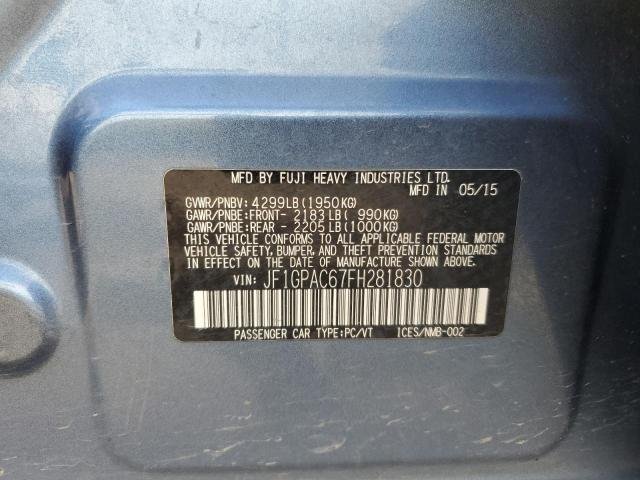 MFD BY FUJI HEAVY INDUSTRIES LTD.
MFD IN 05/15
GVWR/PNBV: 4299LB(1950KG)
GAWR/PNBE:FRONT- 2183LB( 990KG)
GAWR/PNBE:REAR - 2205LB(1000KG)
THIS VEHICLE CONFORMS TO ALL APPLICABLE FEDERAL MOTOR
VEHICLE SAFETY, BUMPER, AND THEFT PREVENTION STANDARDS
IN EFFECT ON THE DATE OF MANUFACTURE SHOWN ABOVE.
VIN: JF1GPAC67FH281830
PASSENGER CAR TYPE:PC/VT ICES/NMB-002